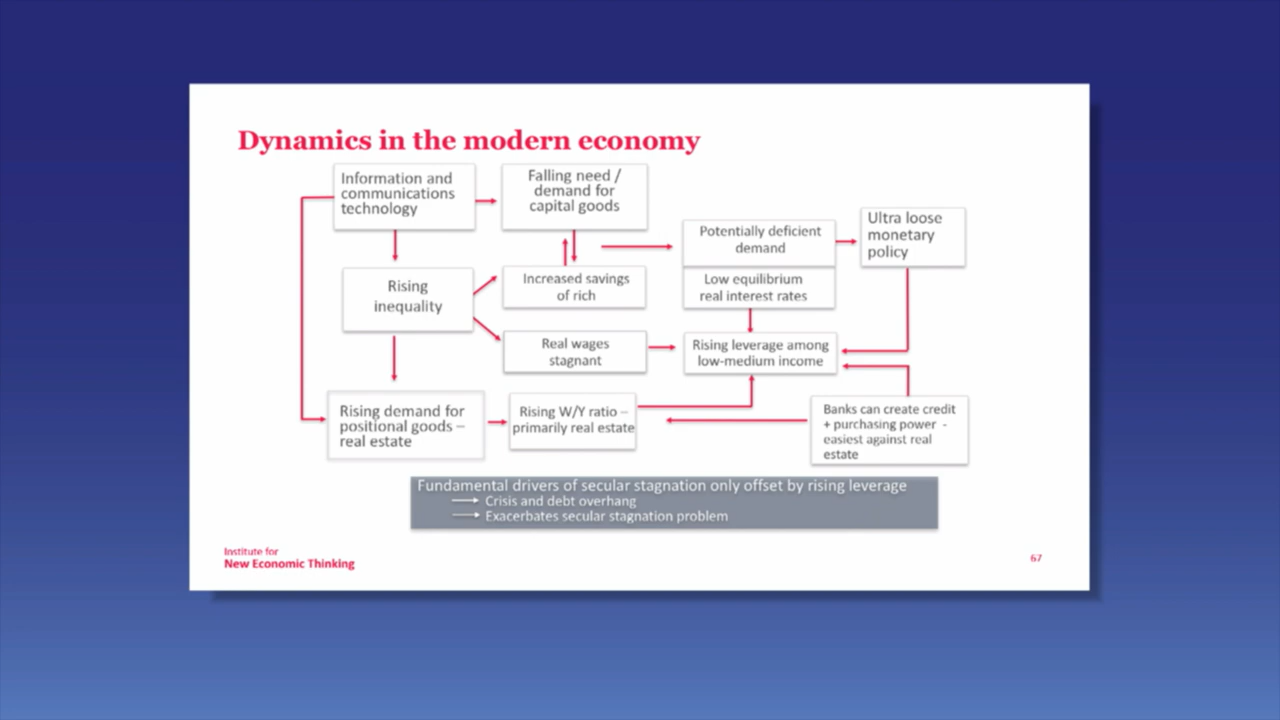 Dynamics in the modern economy
Information and
communications
technology
Falling need /
demand for
capital goods
Potentially deficient
demand
Ultra loose
monetary
policy
Rising
inequality
Increased savings
of rich
Low equilibrium
real interest rates
Real wages
stagnant
Rising leverage among
low-medium income
Rising demand for
positional goods –
real estate
Rising W/Y ratio –
primarily real estate
Banks can create credit
+ purchasing power -
easiest against real
estate
Fundamental drivers of secular stagnation only offset by rising leverage
Crisis and debt overhang
Exacerbates secular stagnation problem
Institute for
New Economic Thinking
67